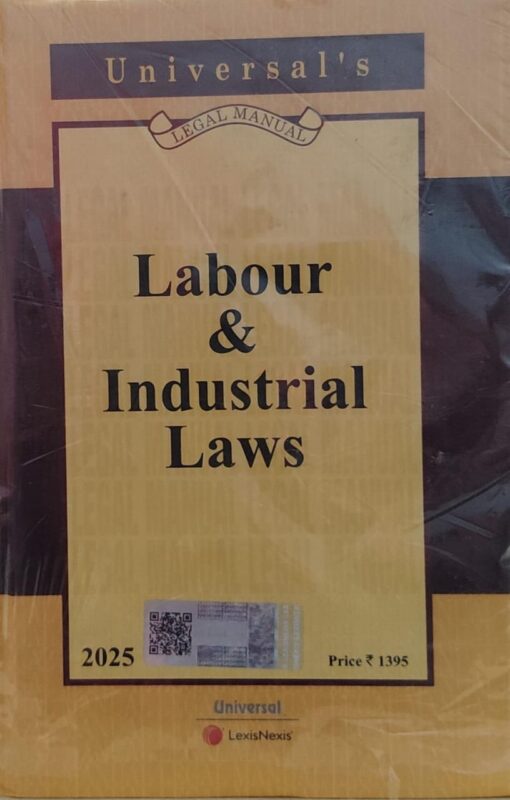 Universal's
LEGAL MANUAL
Labour
&
Industrial
Laws
2025
Price ₹ 1395
Universal
LexisNexis®